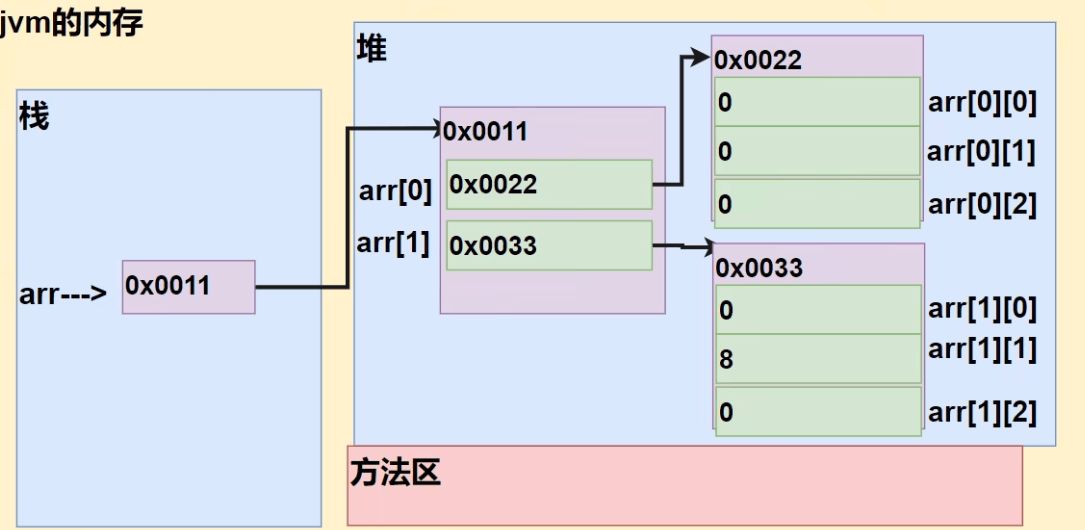 jvm的内存
栈
arr---> 0x0011
堆
0x0011
arr[0] 0x0022
arr[1] 0x0033
0x0022
0 arr[0][0]
0 arr[0][1]
0 arr[0][2]
0x0033
0 arr[1][0]
8 arr[1][1]
0 arr[1][2]
方法区